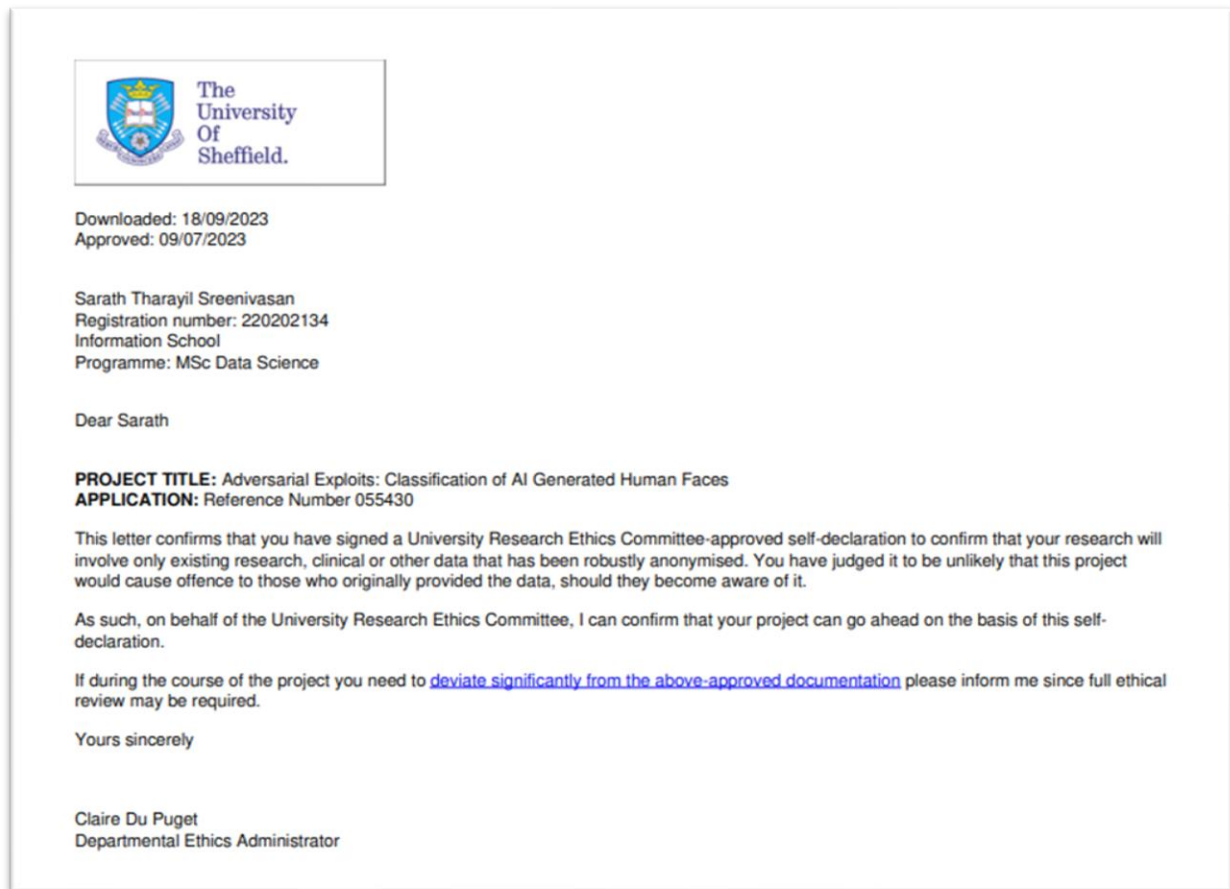 The
University
Of
Sheffield.
Downloaded: 18/09/2023
Approved: 09/07/2023
Sarath Tharayil Sreenivasan
Registration number: 220202134
Information School
Programme: MSc Data Science
Dear Sarath
PROJECT TITLE: Adversarial Exploits: Classification of AI Generated Human Faces
APPLICATION: Reference Number 055430
This letter confirms that you have signed a University Research Ethics Committee-approved self-declaration to confirm that your research will
involve only existing research, clinical or other data that has been robustly anonymised. You have judged it to be unlikely that this project
would cause offence to those who originally provided the data, should they become aware of it.
As such, on behalf of the University Research Ethics Committee, I can confirm that your project can go ahead on the basis of this self-
declaration.
If during the course of the project you need to deviate significantly from the above-approved documentation please inform me since full ethical
review may be required.
Yours sincerely
Claire Du Puget
Departmental Ethics Administrator